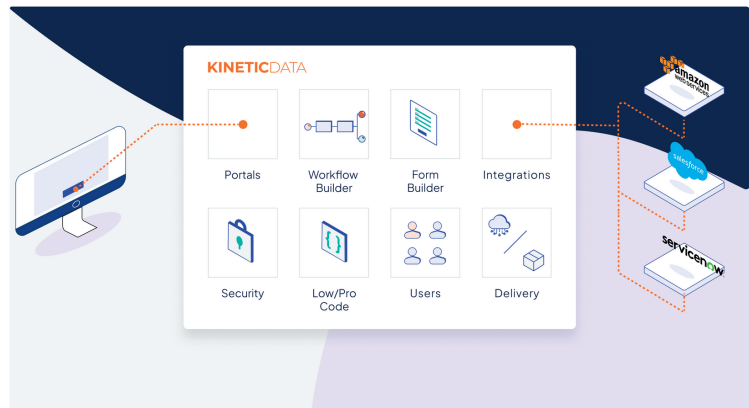 KINETICDATA
Portals
Workflow
Builder
Form
Builder
Integrations
Security
Low/Pro
Code
Users
Delivery
amazon
web services
salesforce
servicenow